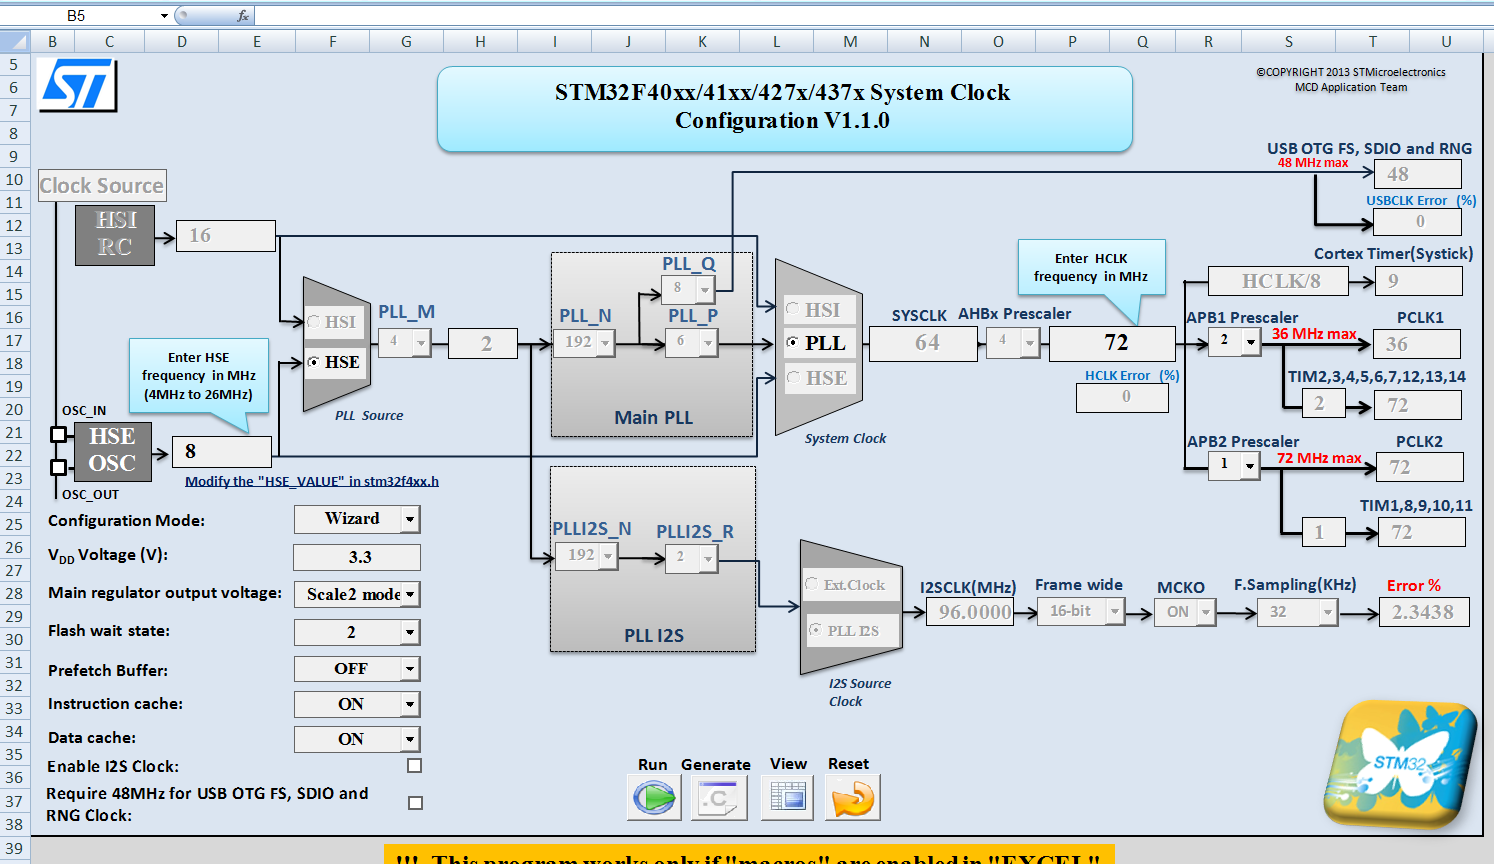 B5
fx
B C D E F G H I J K L M N O P Q R S T U
5
6
7
8
9
10
11
12
13
14
15
16
17
18
19
20
21
22
23
24
25
26
27
28
29
30
31
32
33
34
35
36
37
38
39
ST
STM32F40xx/41xx/427x/437x System Clock
Configuration V1.1.0
©COPYRIGHT 2013 STMicroelectronics
MCD Application Team
USB OTG FS, SDIO and RNG
48 MHz max
48
USBCLK Error (%)
0
Clock Source
HSI
RC
16
Cortex Timer(Systick)
HCLK/8
9
Enter HCLK
frequency in MHz
PLL_Q
8
PLL_M
4
2
PLL_N
192
PLL_P
6
HSI
HSE
PLL Source
Main PLL
HSI
PLL
HSE
System Clock
SYSCLK
64
AHBx Prescaler
4
72
HCLK Error (%)
0
APB1 Prescaler
2
36 MHz max
PCLK1
36
TIM2,3,4,5,6,7,12,13,14
2
72
APB2 Prescaler
1
72 MHz max
PCLK2
72
TIM1,8,9,10,11
1
72
Enter HSE
frequency in MHz
(4MHz to 26MHz)
OSC_IN
HSE
OSC
8
OSC_OUT
Modify the "HSE_VALUE" in stm32f4xx.h
PLLI2S_N
192
PLLI2S_R
2
PLL I2S
Ext.Clock
PLL I2S
I2S Source
Clock
I2SCLK(MHz)
96.0000
Frame wide
16-bit
MCKO
ON
F.Sampling(KHz)
32
Error %
2.3438
Configuration Mode:
Wizard
VDD Voltage (V):
3.3
Main regulator output voltage:
Scale2 mode
Flash wait state:
2
Prefetch Buffer:
OFF
Instruction cache:
ON
Data cache:
ON
Enable I2S Clock:
Require 48MHz for USB OTG FS, SDIO and
RNG Clock:
Run Generate View Reset
.C
STM32
!!! This program works only if "macros" are enabled in "EXCEL"